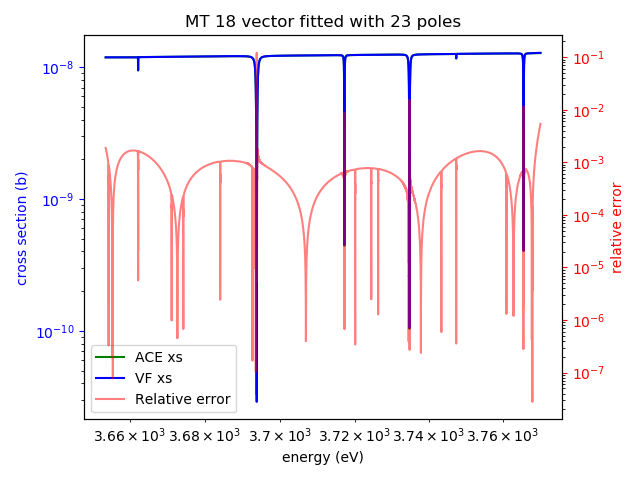 MT 18 vector fitted with 23 poles
10⁻⁸
10⁻⁹
10⁻¹⁰
cross section (b)
10⁻¹
10⁻²
10⁻³
10⁻⁴
10⁻⁵
10⁻⁶
10⁻⁷
relative error
ACE xs
VF xs
Relative error
3.66 × 10³ 3.68 × 10³ 3.7 × 10³ 3.72 × 10³ 3.74 × 10³ 3.76 × 10³
energy (eV)